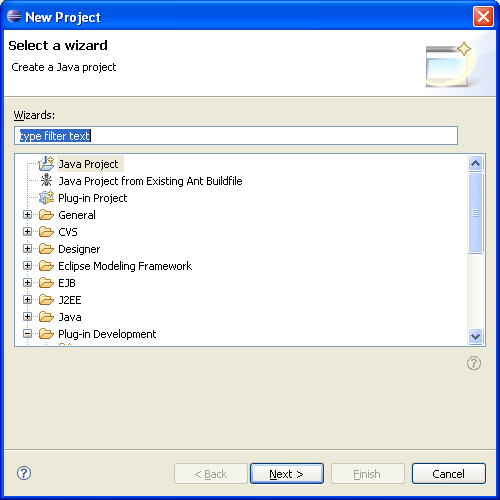 New Project
Select a wizard
Create a Java project
Wizards:
type filter text
Java Project
Java Project from Existing Ant Buildfile
Plug-in Project
General
CVS
Designer
Eclipse Modeling Framework
EJB
J2EE
Java
Plug-in Development
< Back Next > Finish Cancel